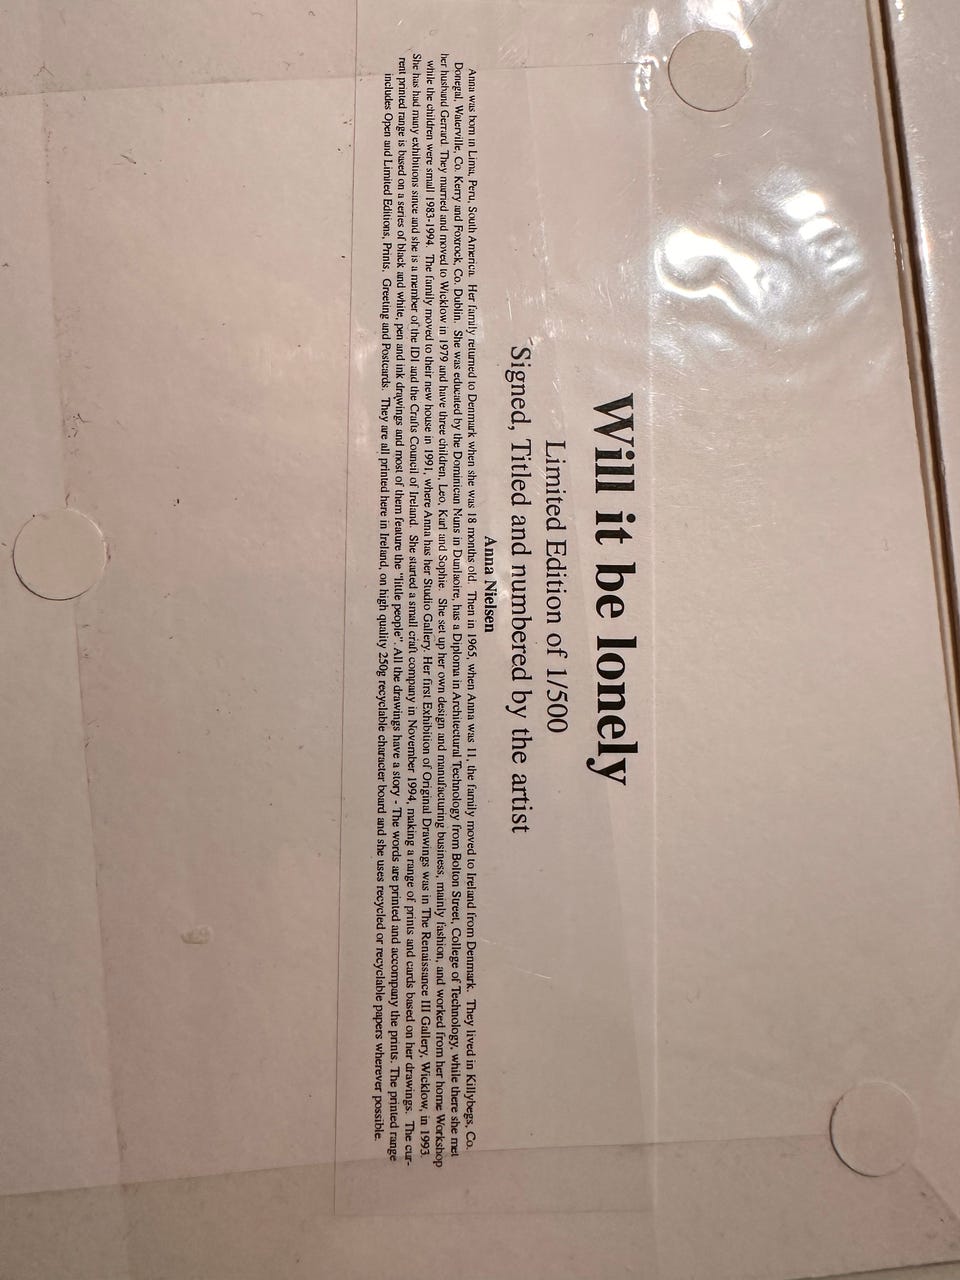 Will it be lonely
Limited Edition of 1/500
Signed, Titled and numbered by the artist
Anna Nielsen
Anna was born in Lima, Peru, South America. Her family returned to Denmark when she was 18 months old. Then in 1965, when Anna was 11, the family moved to Ireland from Denmark. They lived in Killybegs, Co.
Donegal, Waterville, Co. Kerry and Foxrock, Co. Dublin. She was educated by the Dominican Nuns in Dunlaoire, has a Diploma in Architectural Technology from Bolton Street, College of Technology, while there she met
her husband Gerrard. They married and moved to Wicklow in 1979 and have three children, Leo, Karl and Sophie. She set up her own design and manufacturing business, mainly fashion, and worked from her home Workshop
while the children were small 1983-1994. The family moved to their new house in 1991, where Anna has her Studio Gallery. Her first Exhibition of Original Drawings was in The Renaissance III Gallery, Wicklow, in 1993.
She has had many exhibitions since and she is a member of the IDI and the Crafts Council of Ireland. She started a small craft company in November 1994, making a range of prints and cards based on her drawings. The cur-
rent printed range is based on a series of black and white, pen and ink drawings and most of them feature the "little people". All the drawings have a story - The words are printed and accompany the prints. The printed range
includes Open and Limited Editions, Prints, Greeting and Postcards. They are all printed here in Ireland, on high quality 250g recyclable character board and she uses recycled or recyclable papers wherever possible.